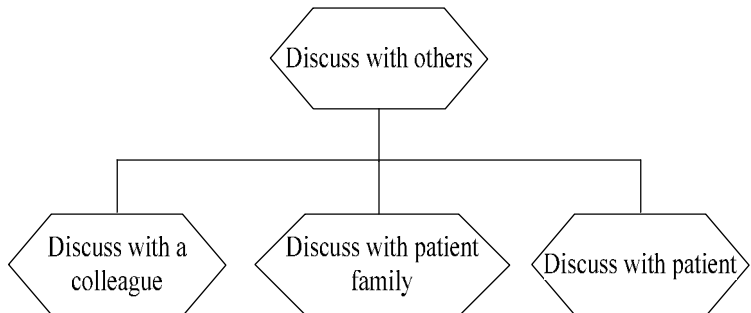 Discuss with others
Discuss with a
colleague
Discuss with patient
family
Discuss with patient